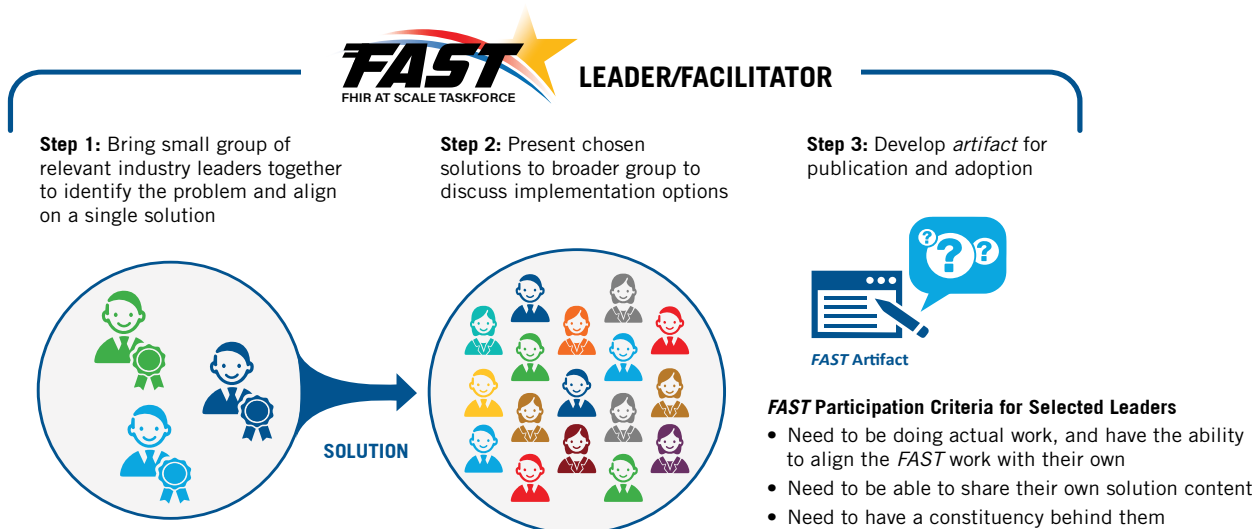 FAST
FHIR AT SCALE TASKFORCE
LEADER/FACILITATOR
Step 1: Bring small group of
relevant industry leaders together
to identify the problem and align
on a single solution
Step 2: Present chosen
solutions to broader group to
discuss implementation options
Step 3: Develop artifact for
publication and adoption
? ? ?
FAST Artifact
SOLUTION
FAST Participation Criteria for Selected Leaders
• Need to be doing actual work, and have the ability
to align the FAST work with their own
• Need to be able to share their own solution content
• Need to have a constituency behind them